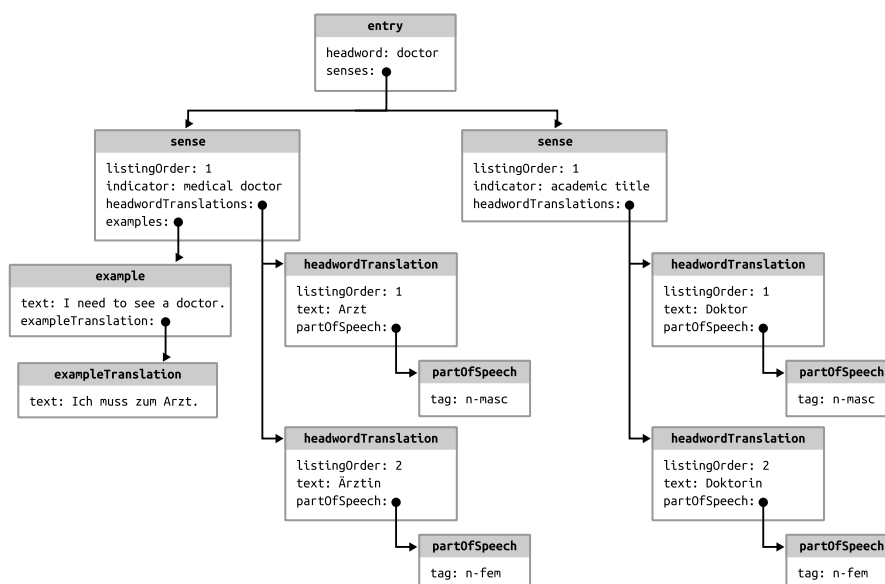 entry
headword: doctor
senses:
sense
listingOrder: 1
indicator: medical doctor
headwordTranslations:
examples:
example
text: I need to see a doctor.
exampleTranslation:
exampleTranslation
text: Ich muss zum Arzt.
headwordTranslation
listingOrder: 1
text: Arzt
partOfSpeech:
partOfSpeech
tag: n-masc
headwordTranslation
listingOrder: 2
text: Ärztin
partOfSpeech:
partOfSpeech
tag: n-fem
sense
listingOrder: 1
indicator: academic title
headwordTranslations:
headwordTranslation
listingOrder: 1
text: Doktor
partOfSpeech:
partOfSpeech
tag: n-masc
headwordTranslation
listingOrder: 2
text: Doktorin
partOfSpeech:
partOfSpeech
tag: n-fem